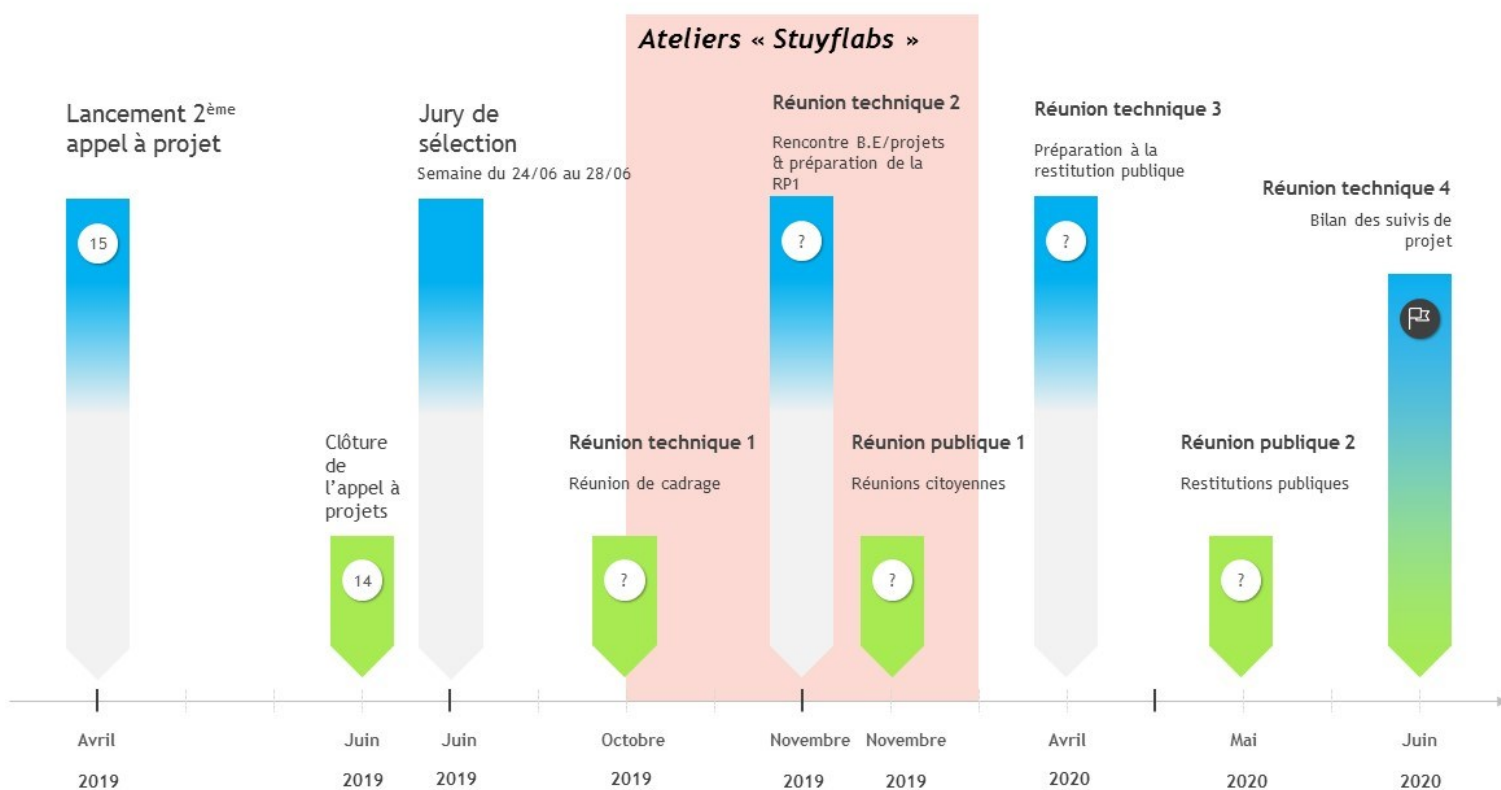 Ateliers « Stuyflabs »
Lancement 2ème
appel à projet
Jury de
sélection
Semaine du 24/06 au 28/06
Réunion technique 2
Rencontre B.E/projets
& préparation de la
RP1
Réunion technique 3
Préparation à la
restitution publique
Réunion technique 4
Bilan des suivis de
projet
15
?
?
Clôture
de
l’appel à
projets
Réunion technique 1
Réunion de cadrage
Réunion publique 1
Réunions citoyennes
Réunion publique 2
Restitutions publiques
14
?
?
?
Avril
2019
Juin
2019
Juin
2019
Octobre
2019
Novembre
2019
Novembre
2019
Avril
2020
Mai
2020
Juin
2020